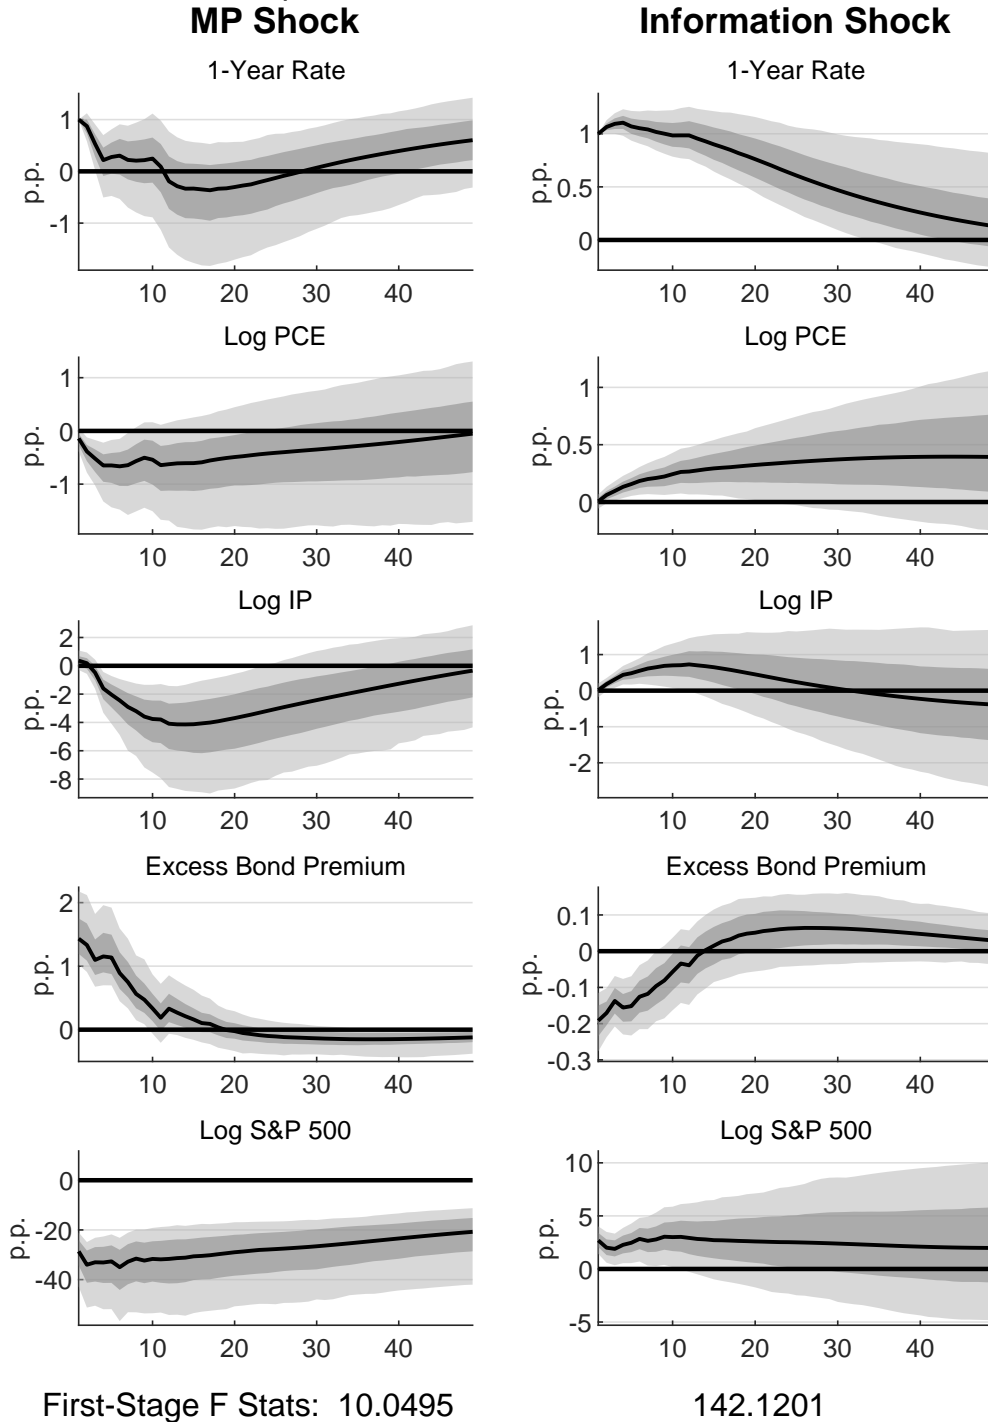 MP Shock
Information Shock
1-Year Rate
1-Year Rate
p.p.
1
0
-1
10 20 30 40
p.p.
1
0.5
0
10 20 30 40
Log PCE
Log PCE
p.p.
1
0
-1
10 20 30 40
p.p.
1
0.5
0
10 20 30 40
Log IP
Log IP
p.p.
2
0
-2
-4
-6
-8
10 20 30 40
p.p.
1
0
-1
-2
10 20 30 40
Excess Bond Premium
Excess Bond Premium
p.p.
2
1
0
10 20 30 40
p.p.
0.1
0
-0.1
-0.2
-0.3
10 20 30 40
Log S&P 500
Log S&P 500
p.p.
0
-20
-40
10 20 30 40
p.p.
10
5
0
-5
10 20 30 40
First-Stage F Stats: 10.0495 142.1201